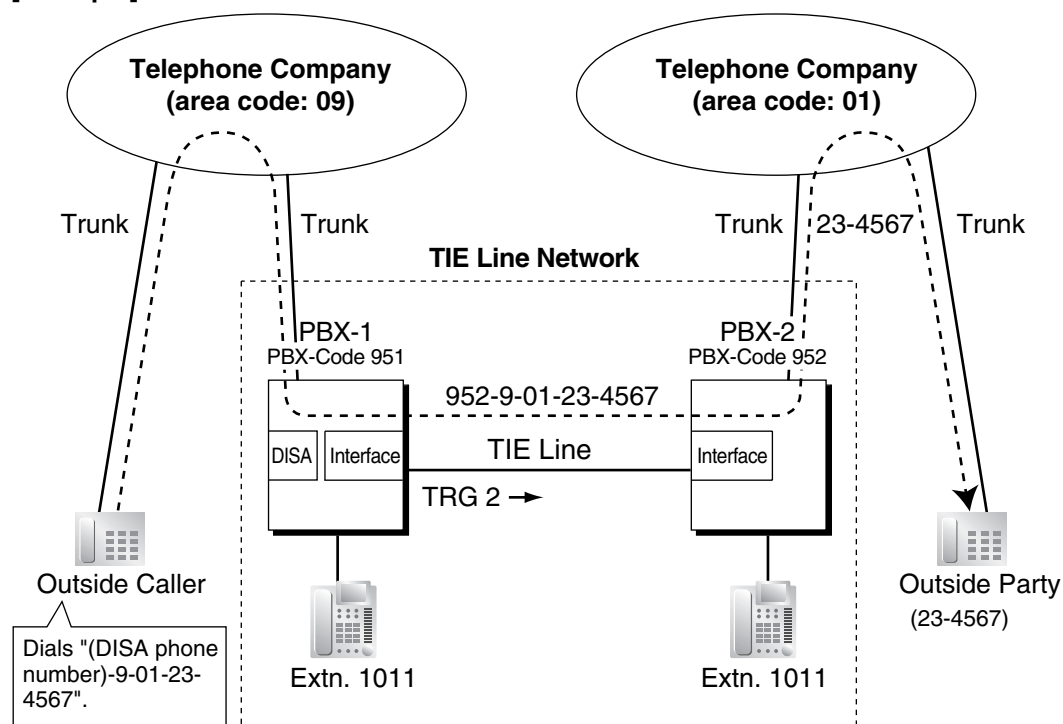 Telephone Company
(area code: 09)
Telephone Company
(area code: 01)
Trunk
Trunk
Trunk
23-4567
Trunk
TIE Line Network
PBX-1
PBX-Code 951
PBX-2
PBX-Code 952
952-9-01-23-4567
DISA
Interface
TIE Line
Interface
TRG 2
Outside Caller
Outside Party
(23-4567)
Dials "(DISA phone
number)-9-01-23-
4567".
Extn. 1011
Extn. 1011